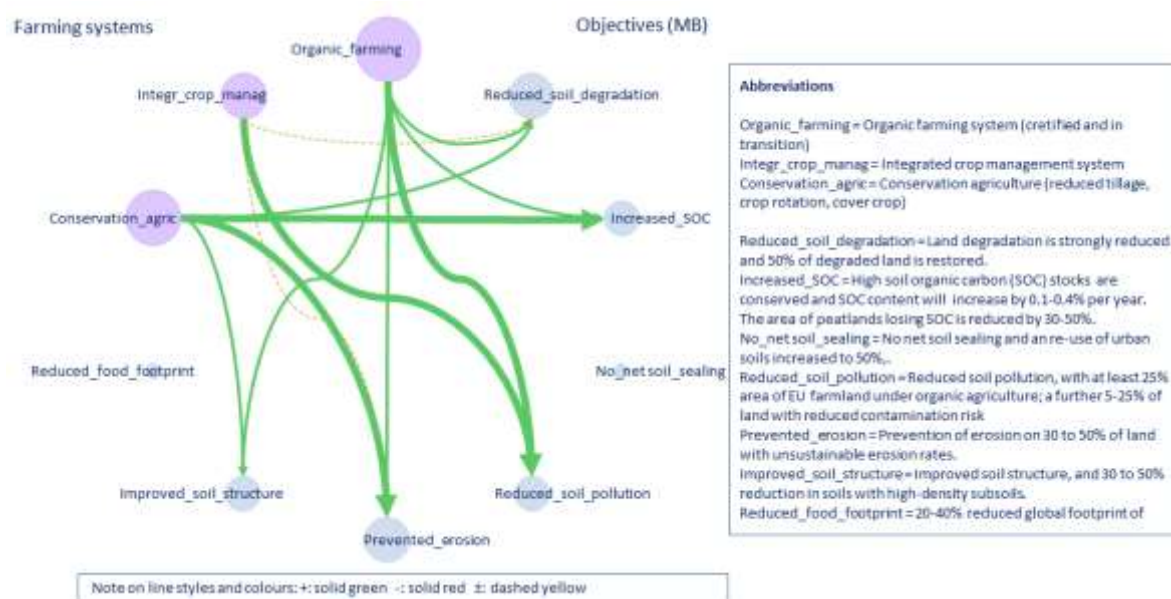 Farming systems
Objectives (MB)
Organic_farming
Integr_crop_manag
Reduced_soil_degradation
Conservation_agric
Increased_SOC
Reduced_food_footprint
No_net soil_sealing
Improved_soil_structure
Reduced_soil_pollution
Prevented_erosion
Abbreviations
Organic_farming = Organic farming system (cretified and in
transition)
Integr_crop_manag = Integrated crop management system
Conservation_agric = Conservation agriculture (reduced tillage,
crop rotation, cover crop)
Reduced_soil_degradation = Land degradation is strongly reduced
and 50% of degraded land is restored.
Increased_SOC = High soil organic carbon (SOC) stocks are
conserved and SOC content will increase by 0.1-0.4% per year.
The area of peatlands losing SOC is reduced by 30-50%.
No_net soil_sealing = No net soil sealing and an re-use of urban
soils increased to 50%,.
Reduced_soil_pollution = Reduced soil pollution, with at least 25%
area of EU farmland under organic agriculture; a further 5-25% of
land with reduced contamination risk
Prevented_erosion = Prevention of erosion on 30 to 50% of land
with unsustainable erosion rates.
Improved_soil_structure = Improved soil structure, and 30 to 50%
reduction in soils with high-density subsoils.
Reduced_food_footprint = 20-40% reduced global footprint of
Note on line styles and colours: +: solid green -: solid red ±: dashed yellow